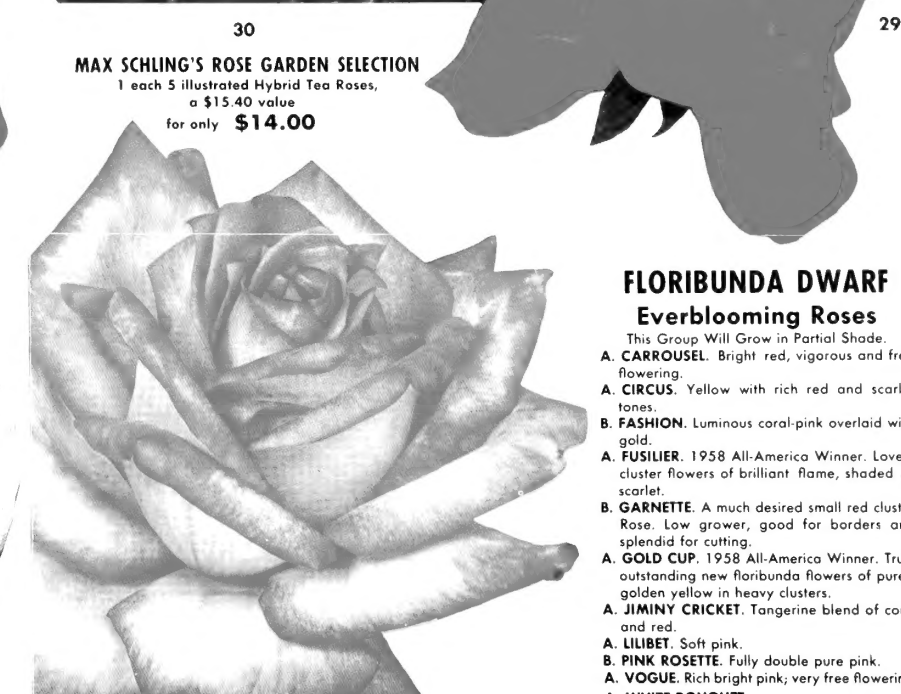 30
29
MAX SCHLING'S ROSE GARDEN SELECTION
1 each 5 illustrated Hybrid Tea Roses,
a $15.40 value
for only $14.00
FLORIBUNDA DWARF
Everblooming Roses
This Group Will Grow in Partial Shade.
A. CARROUSEL. Bright red, vigorous and
flowering.
A. CIRCUS. Yellow with rich red and
tones.
B. FASHION. Luminous coral-pink overlaid
gold.
A. FUSILIER. 1958 All-America Winner.
cluster flowers of brilliant flame, shaded
scarlet.
B. GARNETTE. A much desired small red
Rose. Low grower, good for borders
splendid for cutting.
A. GOLD CUP. 1958 All-America Winner.
outstanding new floribunda flowers of
golden yellow in heavy clusters.
A. JIMINY CRICKET. Tangerine blend of
and red.
A. LILIBET. Soft pink.
B. PINK ROSETTE. Fully double pure pink.
A. VOGUE. Rich bright pink; very free